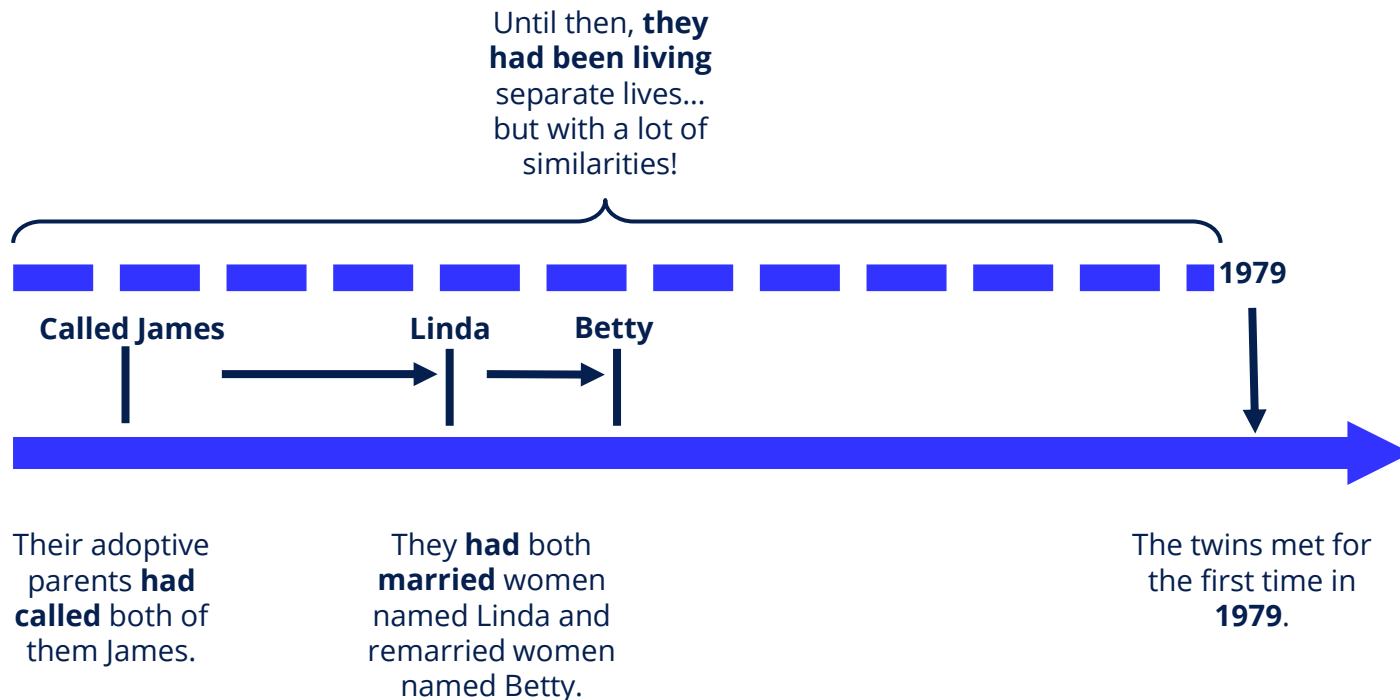 Until then, they
had been living
separate lives...
but with a lot of
similarities!
1979
Called James
Linda
Betty
Their adoptive
parents had
called both of
them James.
They had both
married women
named Linda and
remarried women
named Betty.
The twins met for
the first time in
1979.